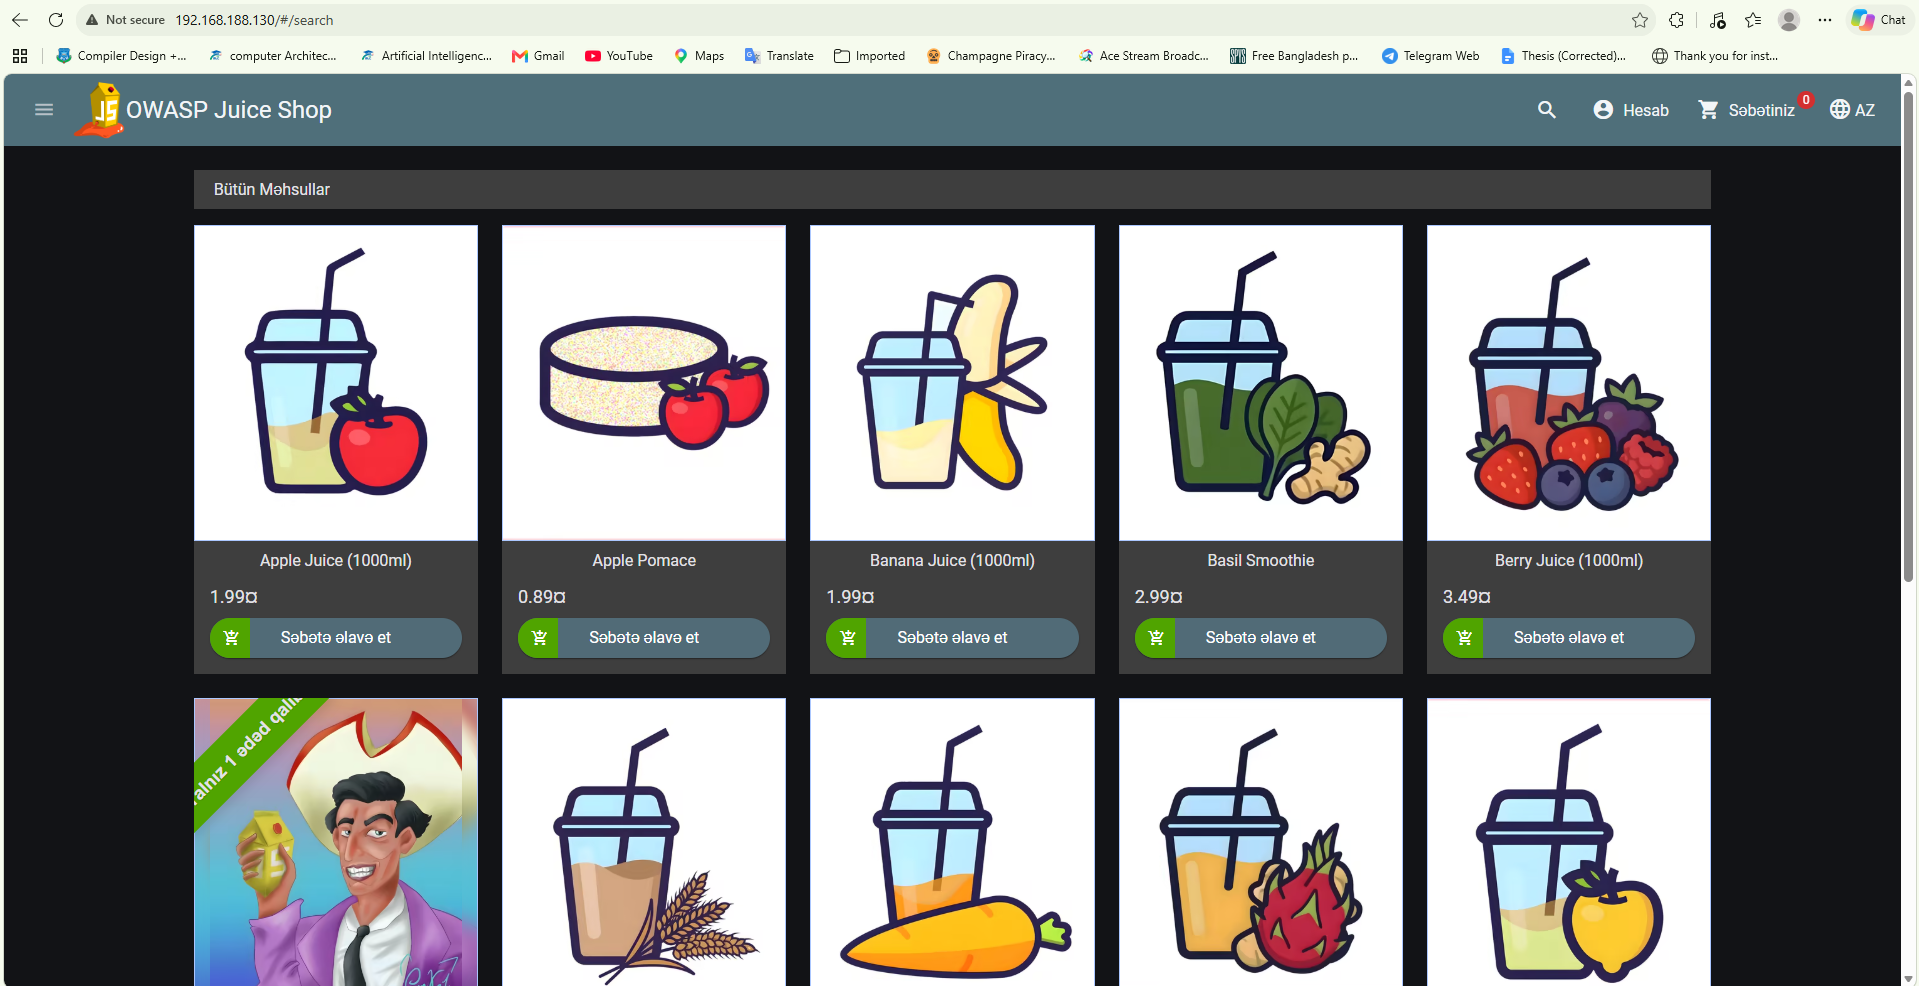 Not secure 192.168.188.130/#/search Chat
Compiler Design +... computer Architec... Artificial Intelligenc... Gmail YouTube Maps Translate Imported Champagne Piracy... Ace Stream Broadc... Free Bangladesh p... Telegram Web Thesis (Corrected)... Thank you for inst...
JS OWASP Juice Shop Hesab Səbətiniz 0 AZ
Bütün Məhsullar
Apple Juice (1000ml) Apple Pomace Banana Juice (1000ml) Basil Smoothie Berry Juice (1000ml)
1.99¤ 0.89¤ 1.99¤ 2.99¤ 3.49¤
Səbətə əlavə et Səbətə əlavə et Səbətə əlavə et Səbətə əlavə et Səbətə əlavə et
1 ədəd
JS